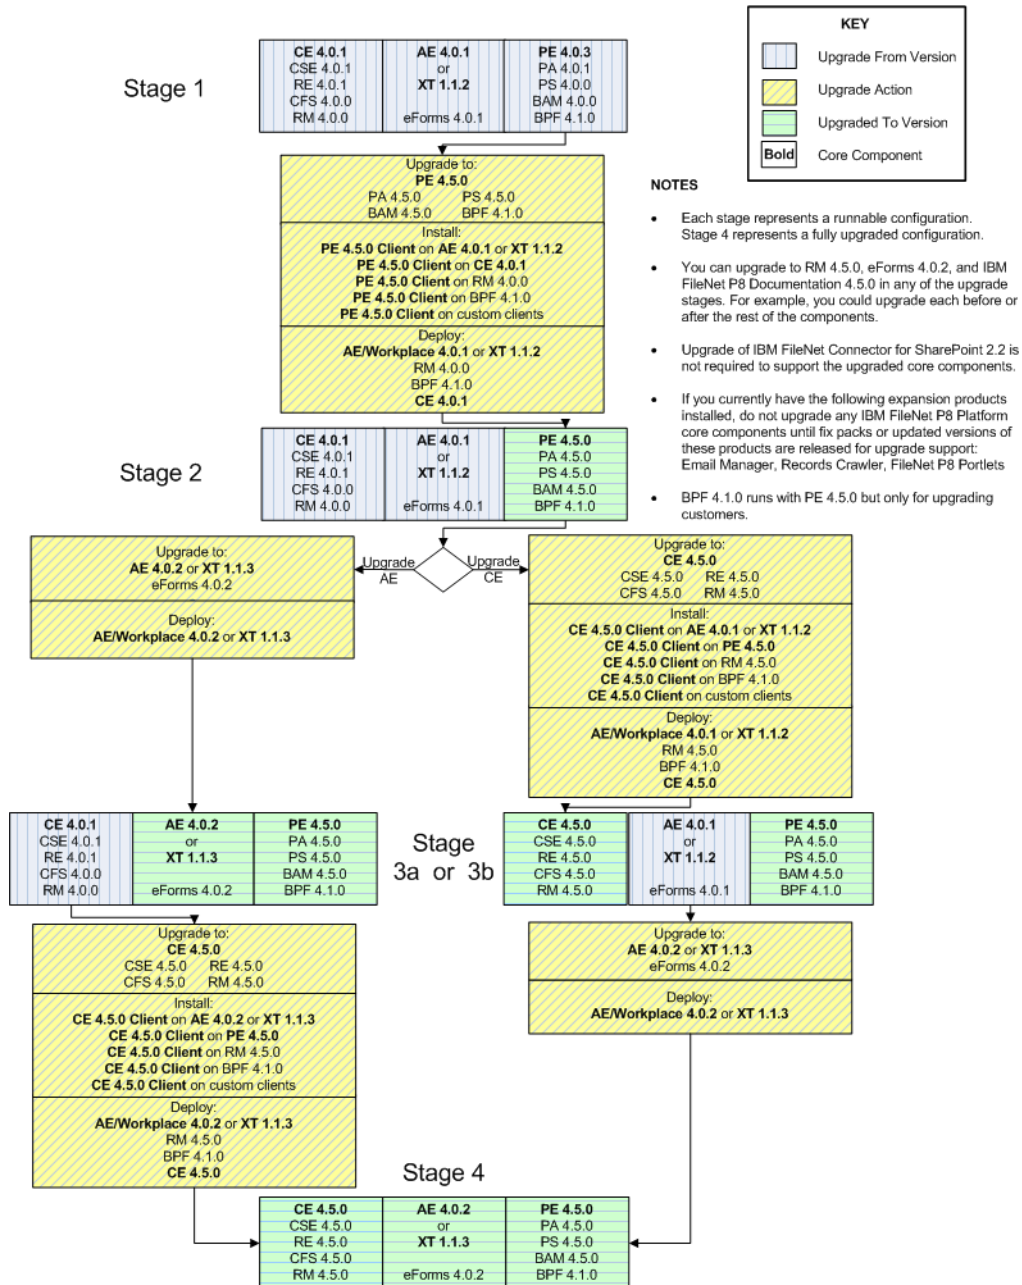 KEY
Upgrade From Version
Upgrade Action
Upgraded To Version
Bold Core Component
Stage 1
CE 4.0.1
CSE 4.0.1
RE 4.0.1
CFS 4.0.0
RM 4.0.0
AE 4.0.1
or
XT 1.1.2
eForms 4.0.1
PE 4.0.3
PA 4.0.1
PS 4.0.0
BAM 4.0.0
BPF 4.1.0
Upgrade to:
PE 4.5.0
PA 4.5.0 PS 4.5.0
BAM 4.5.0 BPF 4.1.0
Install:
PE 4.5.0 Client on AE 4.0.1 or XT 1.1.2
PE 4.5.0 Client on CE 4.0.1
PE 4.5.0 Client on RM 4.0.0
PE 4.5.0 Client on BPF 4.1.0
PE 4.5.0 Client on custom clients
Deploy:
AE/Workplace 4.0.1 or XT 1.1.2
RM 4.0.0
BPF 4.1.0
CE 4.0.1
NOTES
• Each stage represents a runnable configuration.
Stage 4 represents a fully upgraded configuration.
• You can upgrade to RM 4.5.0, eForms 4.0.2, and IBM
FileNet P8 Documentation 4.5.0 in any of the upgrade
stages. For example, you could upgrade each before or
after the rest of the components.
• Upgrade of IBM FileNet Connector for SharePoint 2.2 is
not required to support the upgraded core components.
• If you currently have the following expansion products
installed, do not upgrade any IBM FileNet P8 Platform
core components until fix packs or updated versions of
these products are released for upgrade support:
Email Manager, Records Crawler, FileNet P8 Portlets
• BPF 4.1.0 runs with PE 4.5.0 but only for upgrading
customers.
Stage 2
CE 4.0.1
CSE 4.0.1
RE 4.0.1
CFS 4.0.0
RM 4.0.0
AE 4.0.1
or
XT 1.1.2
eForms 4.0.1
PE 4.5.0
PA 4.5.0
PS 4.5.0
BAM 4.5.0
BPF 4.1.0
Upgrade
AE
Upgrade
CE
Upgrade to:
AE 4.0.2 or XT 1.1.3
eForms 4.0.2
Deploy:
AE/Workplace 4.0.2 or XT 1.1.3
Upgrade to:
CE 4.5.0
CSE 4.5.0 RE 4.5.0
CFS 4.5.0 RM 4.5.0
Install:
CE 4.5.0 Client on AE 4.0.1 or XT 1.1.2
CE 4.5.0 Client on PE 4.5.0
CE 4.5.0 Client on RM 4.5.0
CE 4.5.0 Client on BPF 4.1.0
CE 4.5.0 Client on custom clients
Deploy:
AE/Workplace 4.0.1 or XT 1.1.2
RM 4.5.0
BPF 4.1.0
CE 4.5.0
CE 4.0.1
CSE 4.0.1
RE 4.0.1
CFS 4.0.0
RM 4.0.0
AE 4.0.2
or
XT 1.1.3
eForms 4.0.2
PE 4.5.0
PA 4.5.0
PS 4.5.0
BAM 4.5.0
BPF 4.1.0
Stage
3a or 3b
CE 4.5.0
CSE 4.5.0
RE 4.5.0
CFS 4.5.0
RM 4.5.0
AE 4.0.1
or
XT 1.1.2
eForms 4.0.1
PE 4.5.0
PA 4.5.0
PS 4.5.0
BAM 4.5.0
BPF 4.1.0
Upgrade to:
CE 4.5.0
CSE 4.5.0 RE 4.5.0
CFS 4.5.0 RM 4.5.0
Install:
CE 4.5.0 Client on AE 4.0.2 or XT 1.1.3
CE 4.5.0 Client on PE 4.5.0
CE 4.5.0 Client on RM 4.5.0
CE 4.5.0 Client on BPF 4.1.0
CE 4.5.0 Client on custom clients
Deploy:
AE/Workplace 4.0.2 or XT 1.1.3
RM 4.5.0
BPF 4.1.0
CE 4.5.0
Upgrade to:
AE 4.0.2 or XT 1.1.3
eForms 4.0.2
Deploy:
AE/Workplace 4.0.2 or XT 1.1.3
Stage 4
CE 4.5.0
CSE 4.5.0
RE 4.5.0
CFS 4.5.0
RM 4.5.0
AE 4.0.2
or
XT 1.1.3
eForms 4.0.2
PE 4.5.0
PA 4.5.0
PS 4.5.0
BAM 4.5.0
BPF 4.1.0